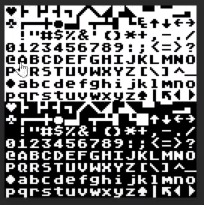 !"#$%&'()*+,-./
0123456789:;<=>?
@ABCDEFGHIJKLMNO
PQRSTUVWXYZ[\]^_
abcdefghijklmno
pqrstuvwxyz
!"#$%&'()*+,-./
0123456789:;<=>?
@ABCDEFGHIJKLMNO
PQRSTUVWXYZ[\]^_
abcdefghijklmno
pqrstuvwxyz